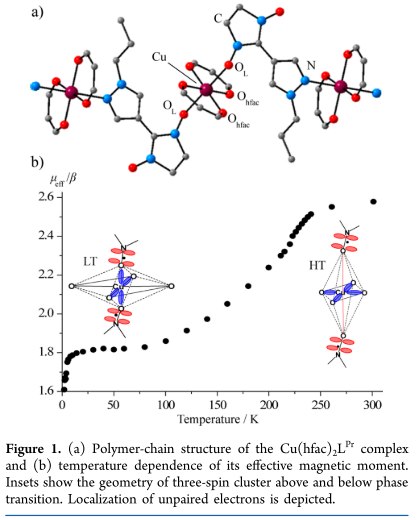 a)
C
Cu
O_L
N
O_hfac
O_L
O_hfac
b)
μ_eff/β
2.6
2.4
2.2
2.0
1.8
1.6
LT
HT
N
Cu
N
N
Cu
N
0 50 100 150 200 250 300
Temperature / K
Figure 1. (a) Polymer-chain structure of the Cu(hfac)₂L^Pr complex
and (b) temperature dependence of its effective magnetic moment.
Insets show the geometry of three-spin cluster above and below phase
transition. Localization of unpaired electrons is depicted.